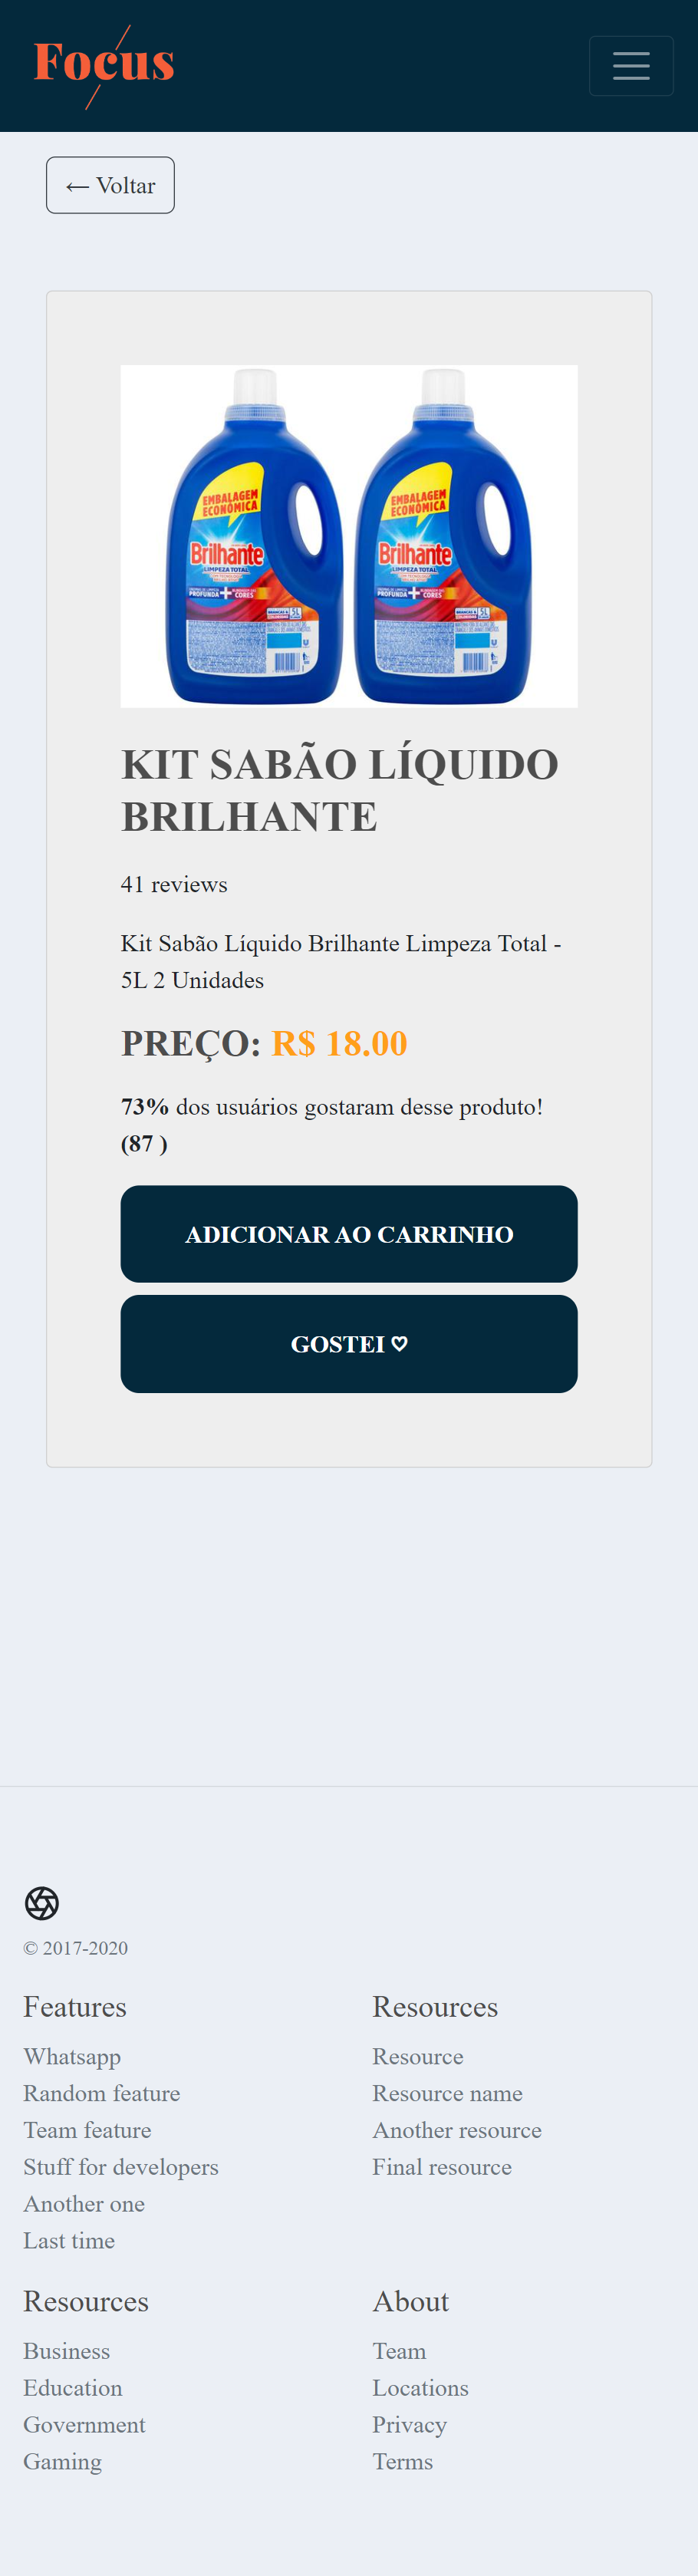 Focus
← Voltar
EMBALAGEM
ECONÔMICA
Brilhante
LIMPEZA TOTAL
PROFUNDA + CORES
5L
EMBALAGEM
ECONÔMICA
Brilhante
LIMPEZA TOTAL
PROFUNDA + CORES
5L
KIT SABÃO LÍQUIDO
BRILHANTE
41 reviews
Kit Sabão Líquido Brilhante Limpeza Total -
5L 2 Unidades
PREÇO: R$ 18.00
73% dos usuários gostaram desse produto!
(87 )
ADICIONAR AO CARRINHO
GOSTEI ♡
© 2017-2020
Features
Whatsapp
Random feature
Team feature
Stuff for developers
Another one
Last time
Resources
Resource
Resource name
Another resource
Final resource
Resources
Business
Education
Government
Gaming
About
Team
Locations
Privacy
Terms